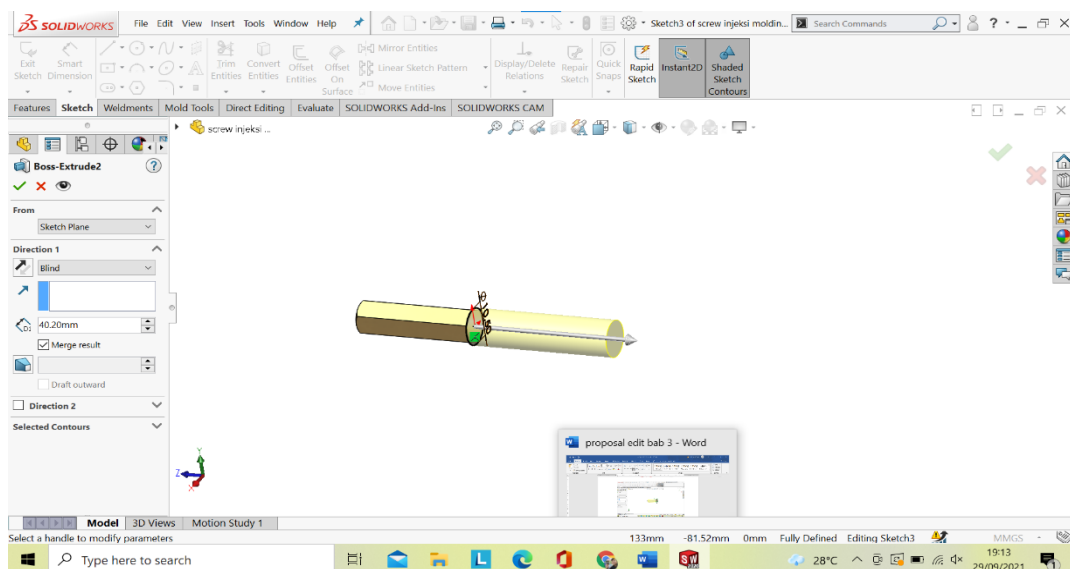 SOLIDWORKS File Edit View Insert Tools Window Help Sketch3 of screw injeksi moldin... Search Commands
Exit Sketch
Smart Dimension
Trim Entities
Convert Entities
Offset Entities
Offset On Surface
Mirror Entities
Linear Sketch Pattern
Move Entities
Display/Delete Relations
Repair Sketch
Quick Snaps
Rapid Sketch
Instant2D
Shaded Sketch Contours
Features Sketch Weldments Mold Tools Direct Editing Evaluate SOLIDWORKS Add-Ins SOLIDWORKS CAM
screw injeksi ...
Boss-Extrude2
From
Sketch Plane
Direction 1
Blind
D1 40.20mm
Merge result
Draft outward
Direction 2
Selected Contours
Y
Z
X
proposal edit bab 3 - Word
Model 3D Views Motion Study 1
Select a handle to modify parameters 133mm -81.52mm 0mm Fully Defined Editing Sketch3 MMGS
Type here to search 28°C 19:13
29/09/2021